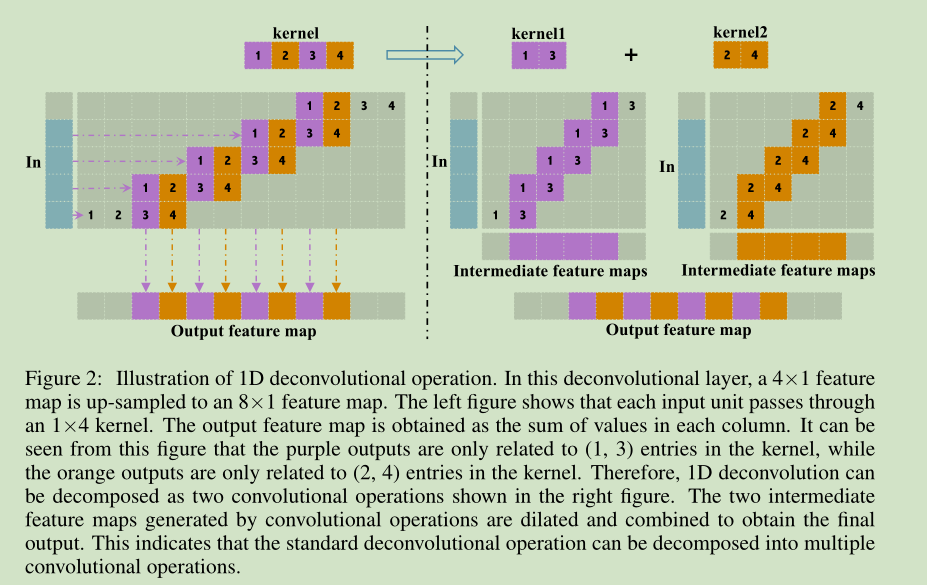 kernel
1 2 3 4
kernel1
1 3
+
kernel2
2 4
In
1 2 3 4
1 2 3 4
1 2 3 4
1 2 3 4
1 2 3 4
Output feature map
In
1 3
1 3
1 3
1 3
1 3
Intermediate feature maps
In
2 4
2 4
2 4
2 4
2 4
Intermediate feature maps
Output feature map
Figure 2: Illustration of 1D deconvolutional operation. In this deconvolutional layer, a 4×1 feature
map is up-sampled to an 8×1 feature map. The left figure shows that each input unit passes through
an 1×4 kernel. The output feature map is obtained as the sum of values in each column. It can be
seen from this figure that the purple outputs are only related to (1, 3) entries in the kernel, while
the orange outputs are only related to (2, 4) entries in the kernel. Therefore, 1D deconvolution can
be decomposed as two convolutional operations shown in the right figure. The two intermediate
feature maps generated by convolutional operations are dilated and combined to obtain the final
output. This indicates that the standard deconvolutional operation can be decomposed into multiple
convolutional operations.